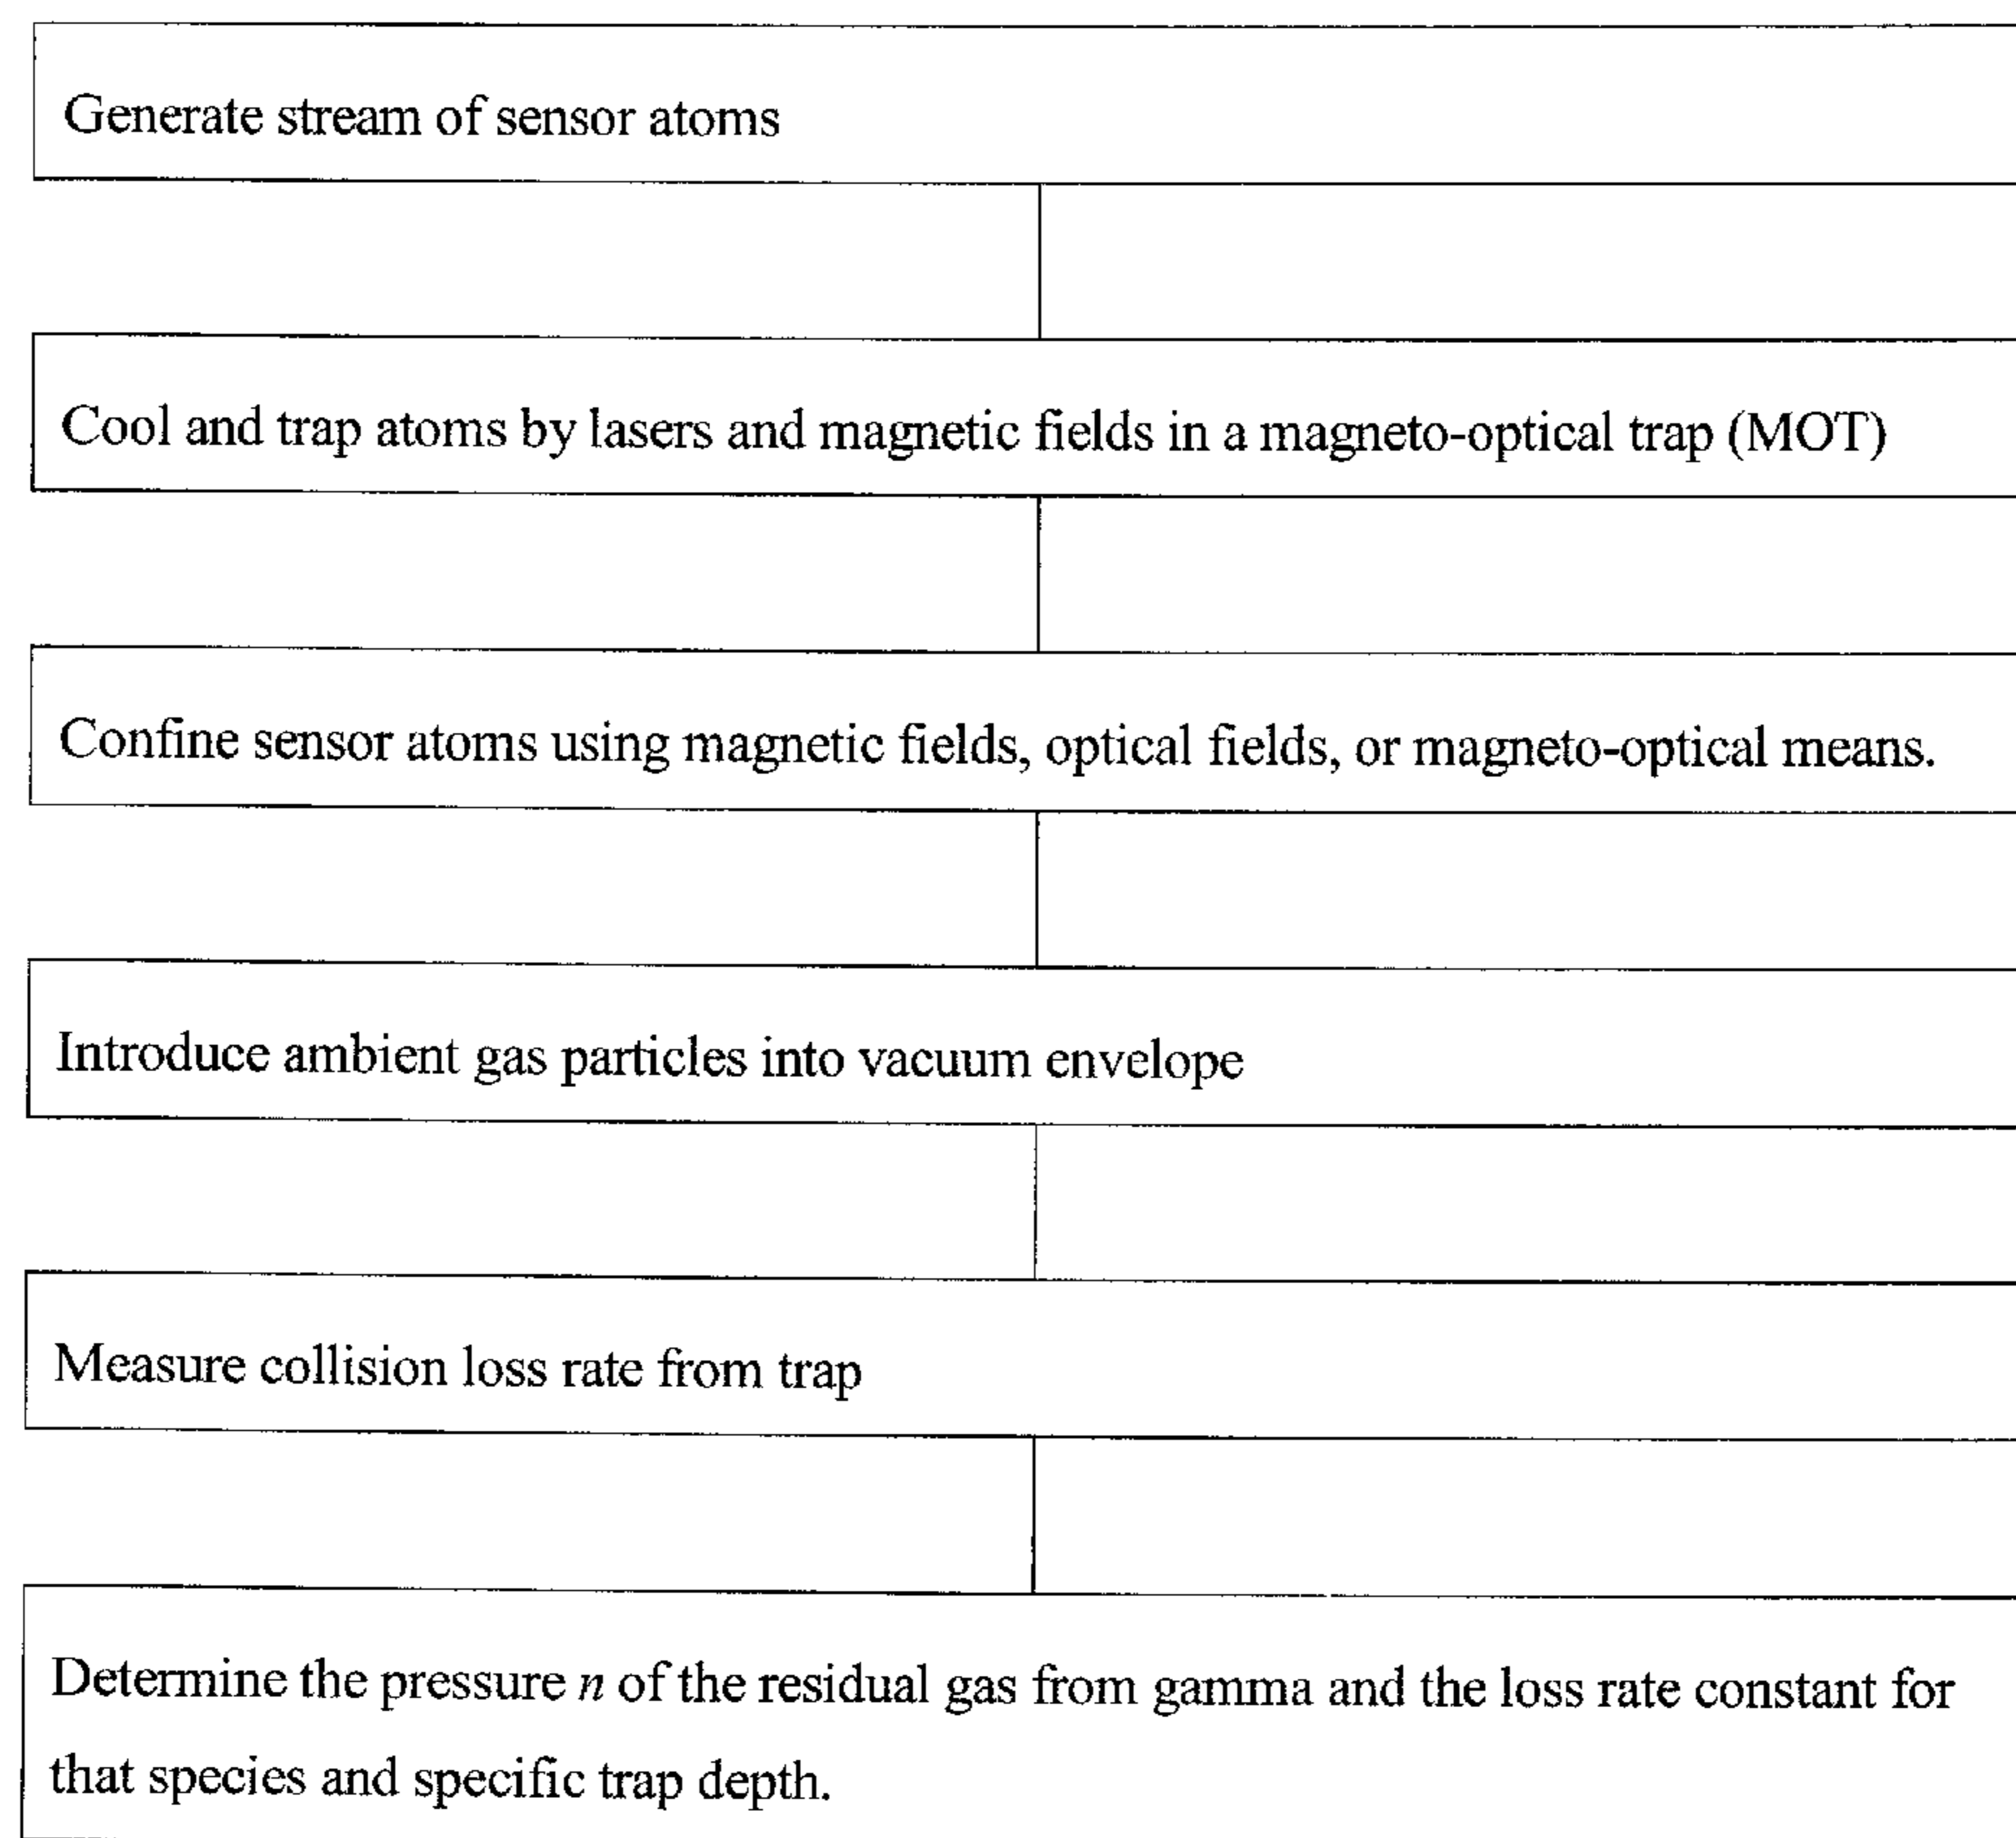 Generate stream of sensor atoms
Cool and trap atoms by lasers and magnetic fields in a magneto-optical trap (MOT)
Confine sensor atoms using magnetic fields, optical fields, or magneto-optical means.
Introduce ambient gas particles into vacuum envelope
Measure collision loss rate from trap
Determine the pressure n of the residual gas from gamma and the loss rate constant for
that species and specific trap depth.